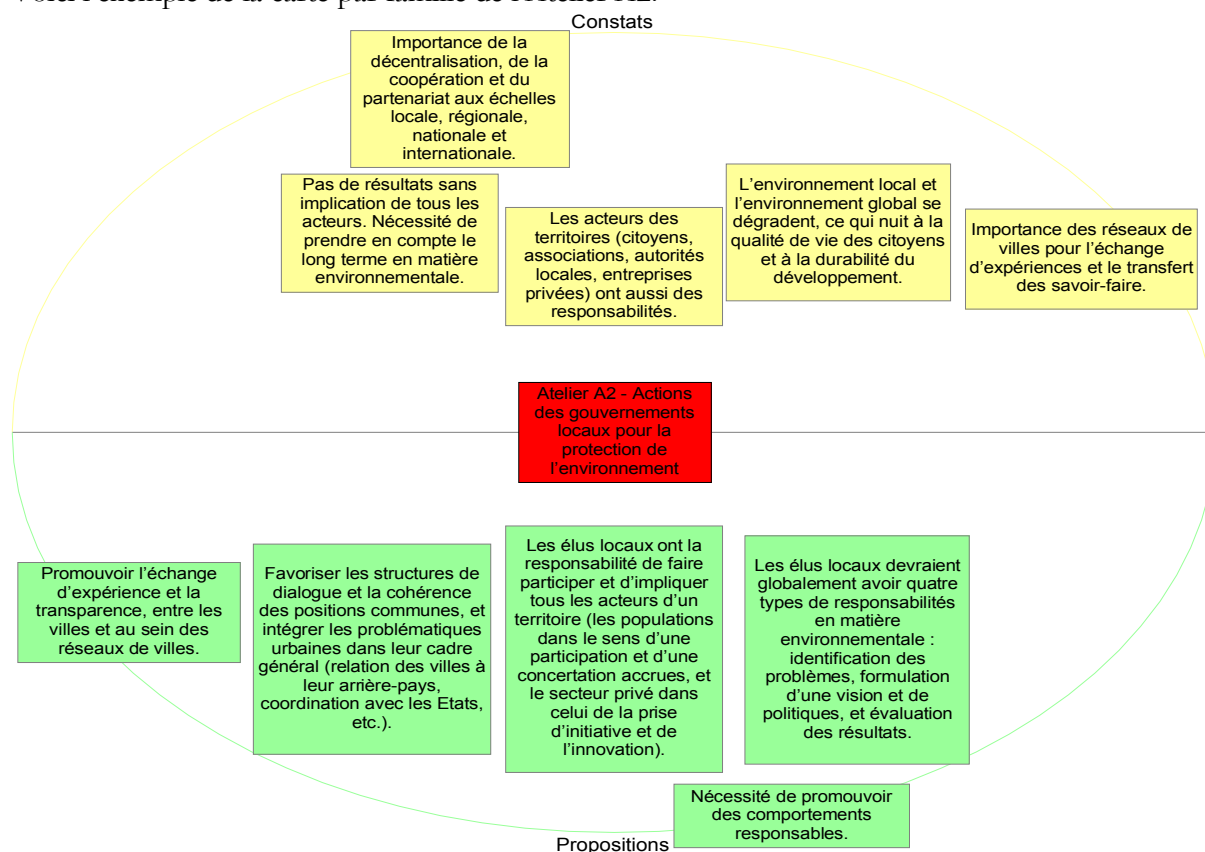 Voici l'exemple de la carte par famille de l'Atelier A2.
Constats
Importance de la
décentralisation, de la
coopération et du
partenariat aux échelles
locale, régionale,
nationale et
internationale.
Pas de résultats sans
implication de tous les
acteurs. Nécessité de
prendre en compte le
long terme en matière
environnementale.
Les acteurs des
territoires (citoyens,
associations, autorités
locales, entreprises
privées) ont aussi des
responsabilités.
L’environnement local et
l’environnement global se
dégradent, ce qui nuit à la
qualité de vie des citoyens
et à la durabilité du
développement.
Importance des réseaux de
villes pour l’échange
d’expériences et le transfert
des savoir-faire.
Atelier A2 - Actions
des gouvernements
locaux pour la
protection de
l’environnement
Promouvoir l’échange
d’expérience et la
transparence, entre les
villes et au sein des
réseaux de villes.
Favoriser les structures de
dialogue et la cohérence
des positions communes, et
intégrer les problématiques
urbaines dans leur cadre
général (relation des villes à
leur arrière-pays,
coordination avec les Etats,
etc.).
Les élus locaux ont la
responsabilité de faire
participer et d’impliquer
tous les acteurs d’un
territoire (les populations
dans le sens d’une
participation et d’une
concertation accrues, et
le secteur privé dans
celui de la prise
d’initiative et de
l’innovation).
Les élus locaux devraient
globalement avoir quatre
types de responsabilités
en matière
environnementale :
identification des
problèmes, formulation
d’une vision et de
politiques, et évaluation
des résultats.
Nécessité de promouvoir
des comportements
responsables.
Propositions